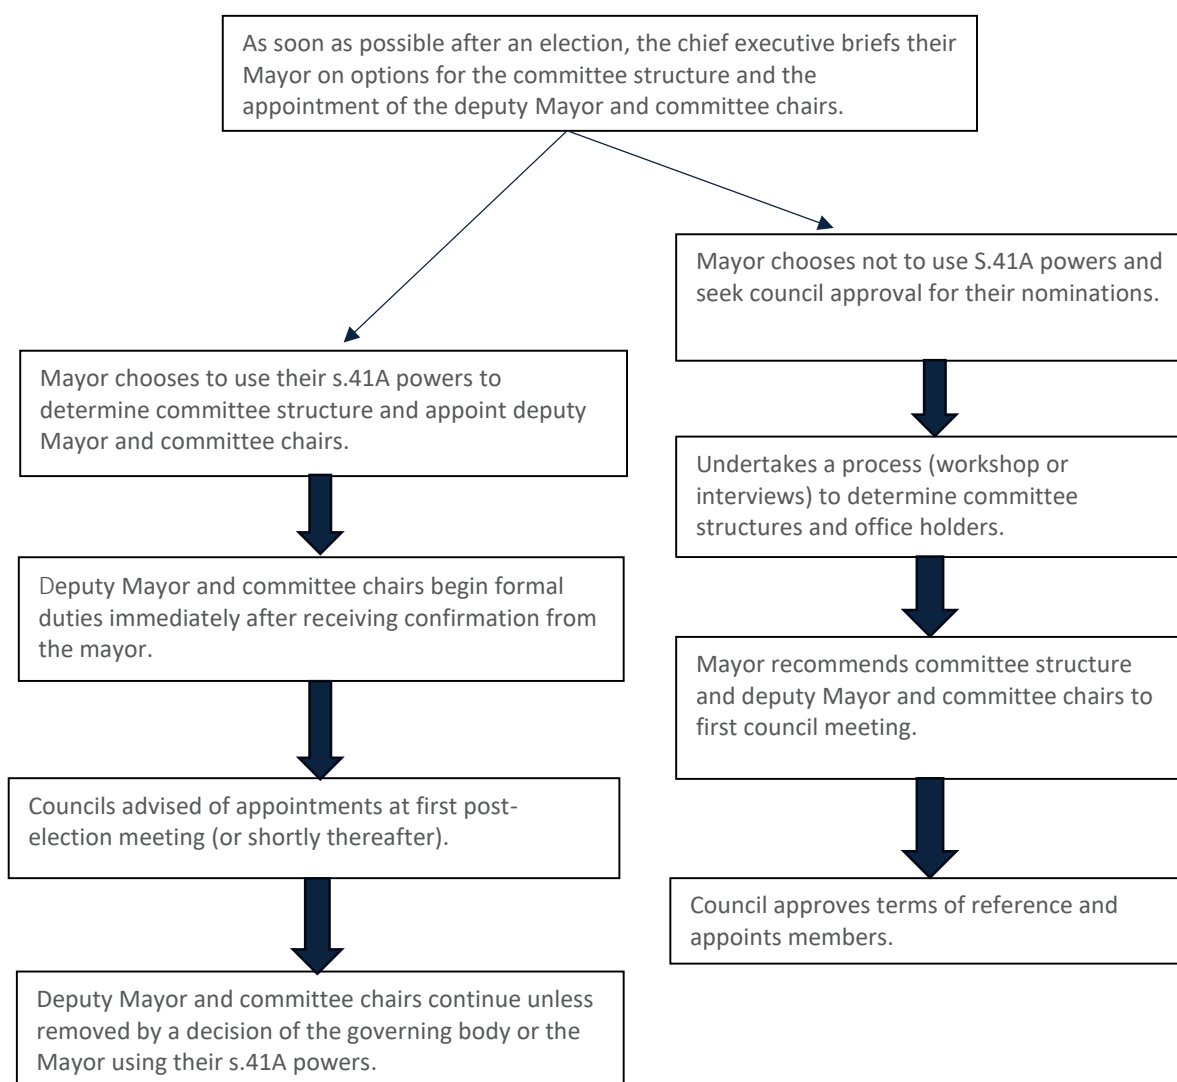 As soon as possible after an election, the chief executive briefs their
Mayor on options for the committee structure and the
appointment of the deputy Mayor and committee chairs.
Mayor chooses to use their s.41A powers to
determine committee structure and appoint deputy
Mayor and committee chairs.
Deputy Mayor and committee chairs begin formal
duties immediately after receiving confirmation from
the mayor.
Councils advised of appointments at first post-
election meeting (or shortly thereafter).
Deputy Mayor and committee chairs continue unless
removed by a decision of the governing body or the
Mayor using their s.41A powers.
Mayor chooses not to use S.41A powers and
seek council approval for their nominations.
Undertakes a process (workshop or
interviews) to determine committee
structures and office holders.
Mayor recommends committee structure
and deputy Mayor and committee chairs to
first council meeting.
Council approves terms of reference and
appoints members.